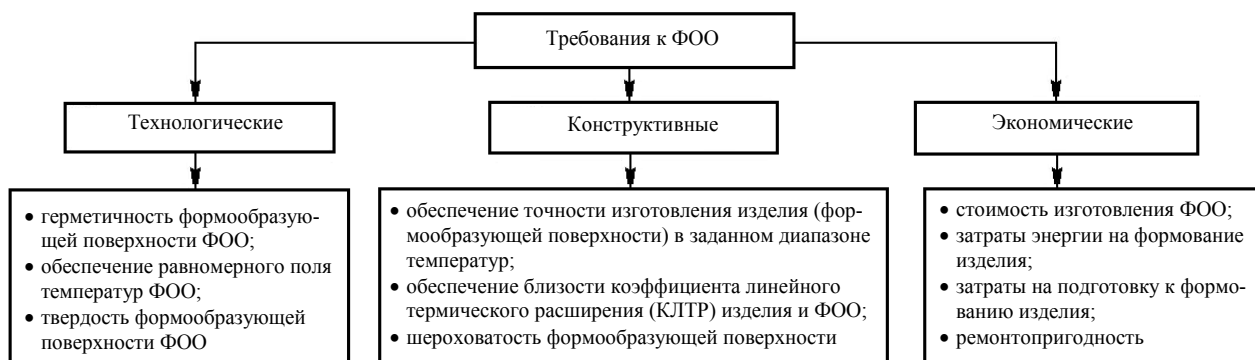 Требования к ФОО
Технологические
Конструктивные
Экономические
• герметичность формообразую-
щей поверхности ФОО;
• обеспечение равномерного поля
температур ФОО;
• твердость формообразующей
поверхности ФОО
• обеспечение точности изготовления изделия (фор-
мообразующей поверхности) в заданном диапазоне
температур;
• обеспечение близости коэффициента линейного
термического расширения (КЛТР) изделия и ФОО;
• шероховатость формообразующей поверхности
• стоимость изготовления ФОО;
• затраты энергии на формование
изделия;
• затраты на подготовку к формо-
ванию изделия;
• ремонтопригодность